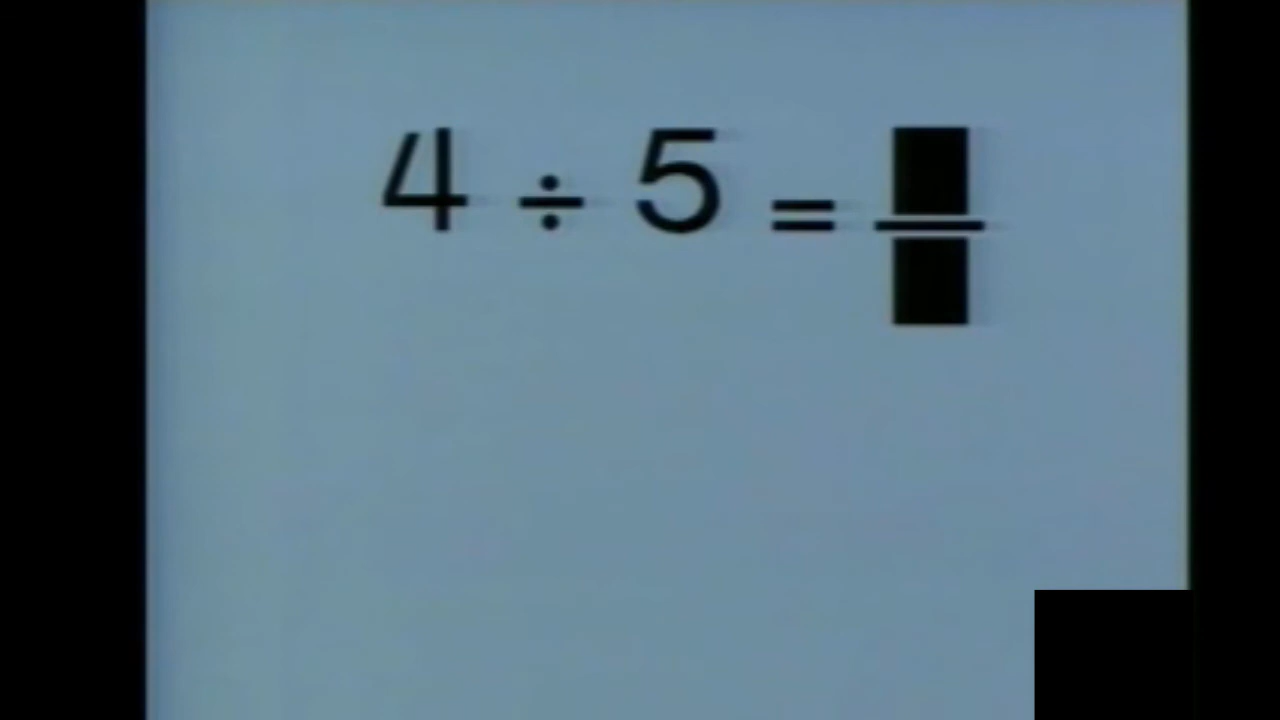 4 ÷ 5 = ■/■